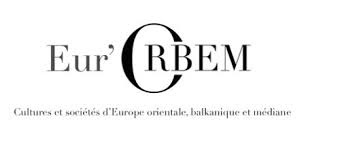 Eur'ORBEM
Cultures et sociétés d'Europe orientale, balkanique et médiane